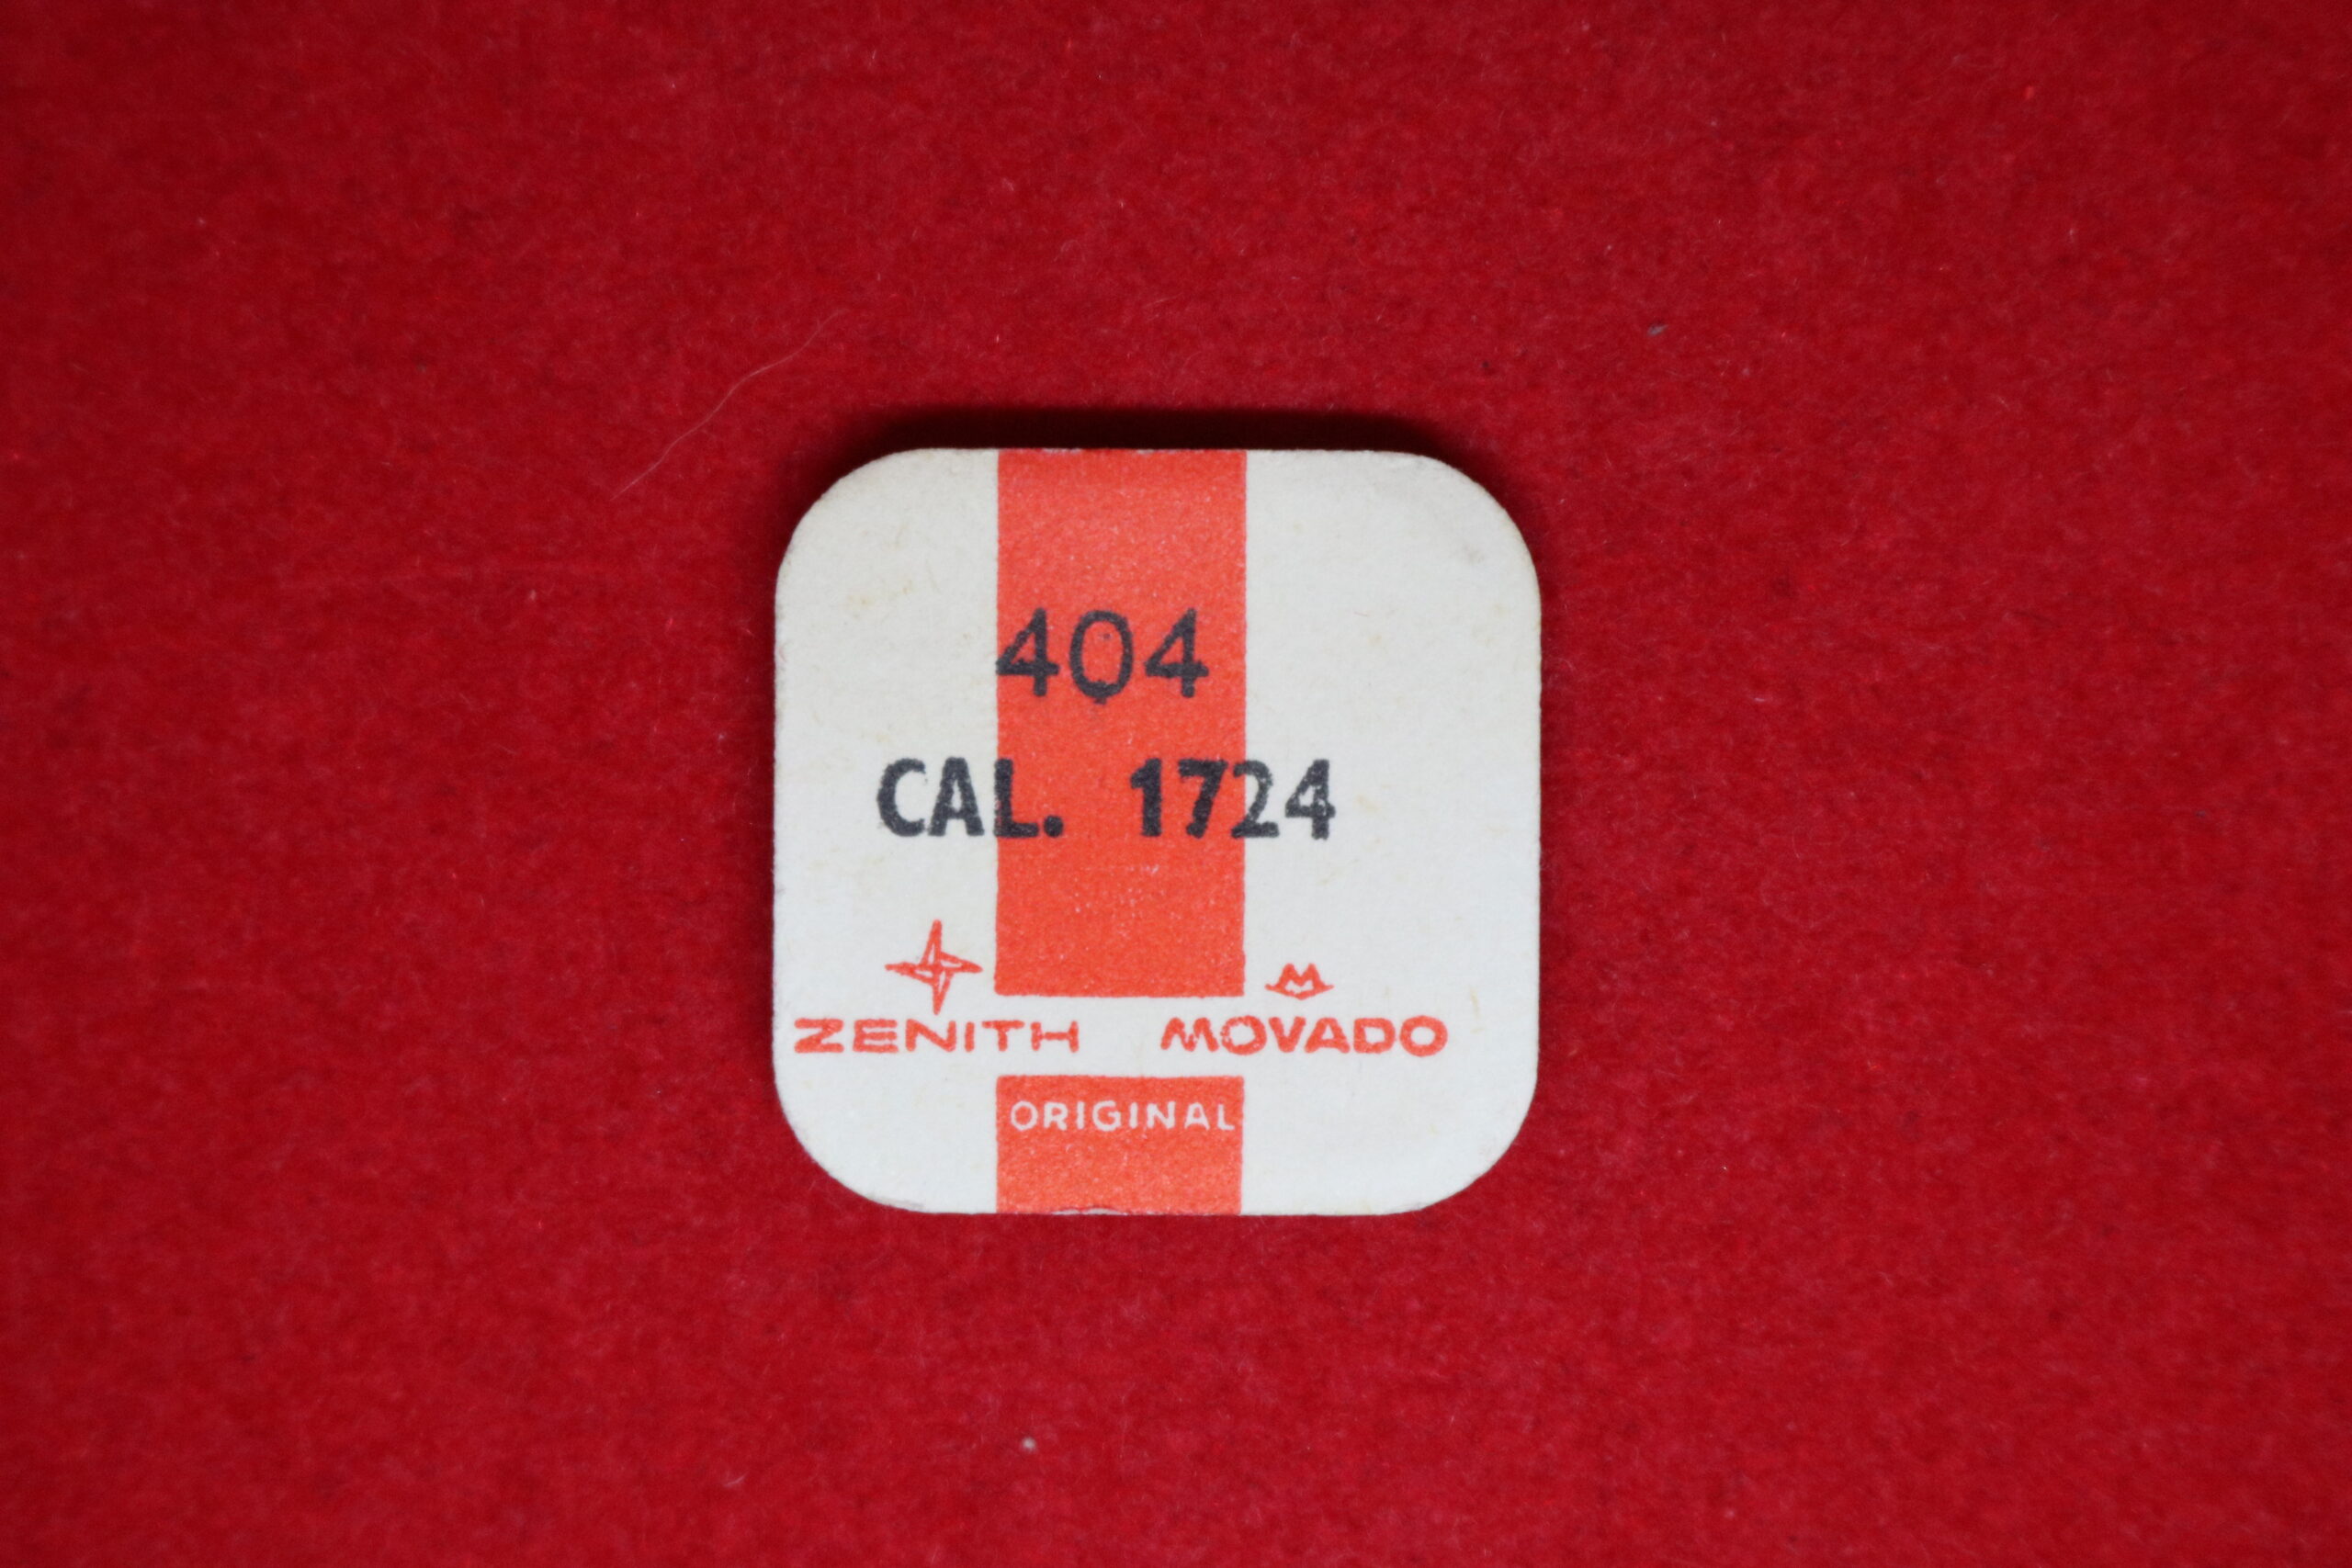 404
CAL. 1724
ZENITH MOVADO
ORIGINAL